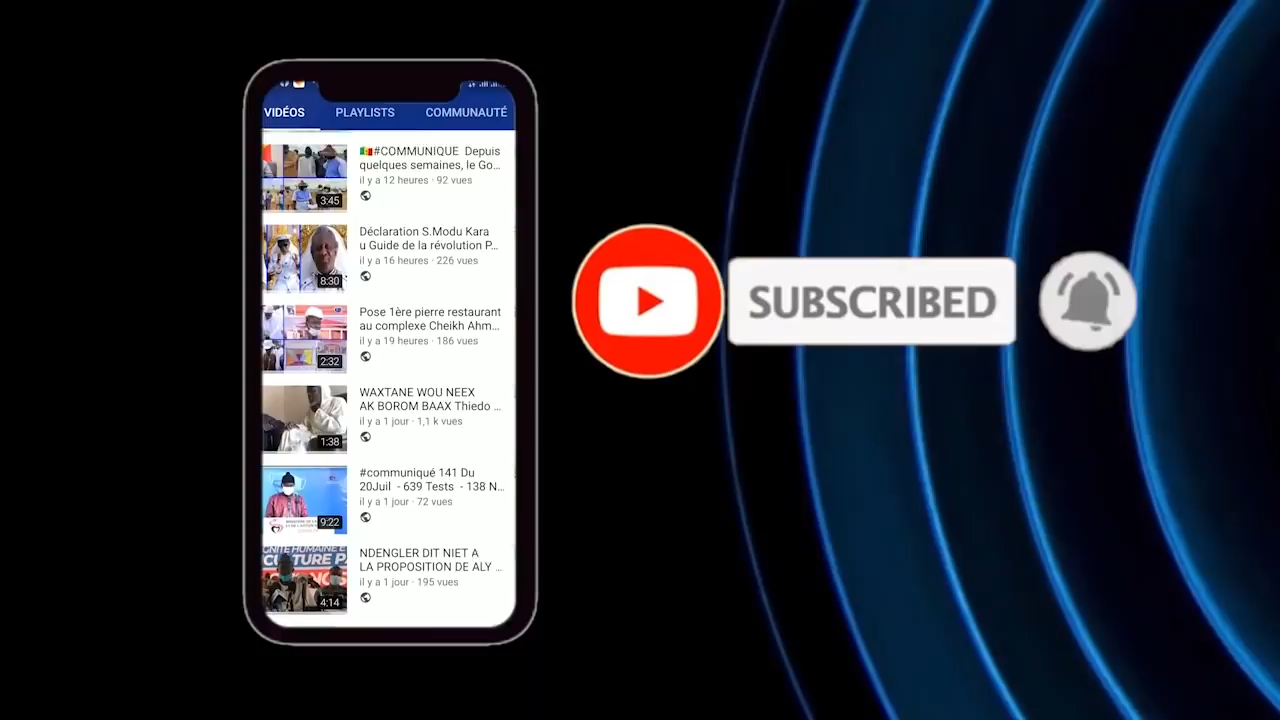 VIDÉOS PLAYLISTS COMMUNAUTÉ
#COMMUNIQUE Depuis
quelques semaines, le Go...
il y a 12 heures · 92 vues
3:45
Déclaration S.Modu Kara
u Guide de la révolution P...
il y a 16 heures · 226 vues
8:30
Pose 1ère pierre restaurant
au complexe Cheikh Ahm...
il y a 19 heures · 186 vues
2:32
WAXTANE WOU NEEX
AK BOROM BAAX Thiedo ...
il y a 1 jour · 1,1 k vues
1:38
#communiqué 141 Du
20Juil - 639 Tests - 138 N...
il y a 1 jour · 72 vues
9:22
NDENGLER DIT NIET A
LA PROPOSITION DE ALY ...
il y a 1 jour · 195 vues
4:14
SUBSCRIBED